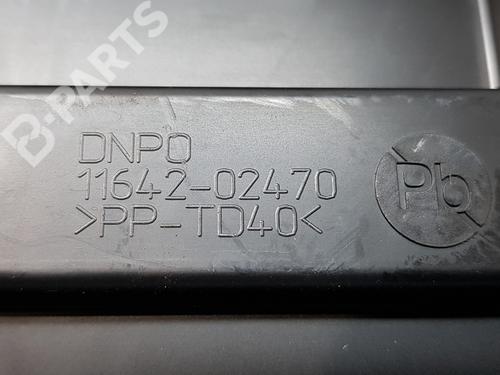 B-PARTS
DNPO
11642-02470
>PP-TD40<
Pb